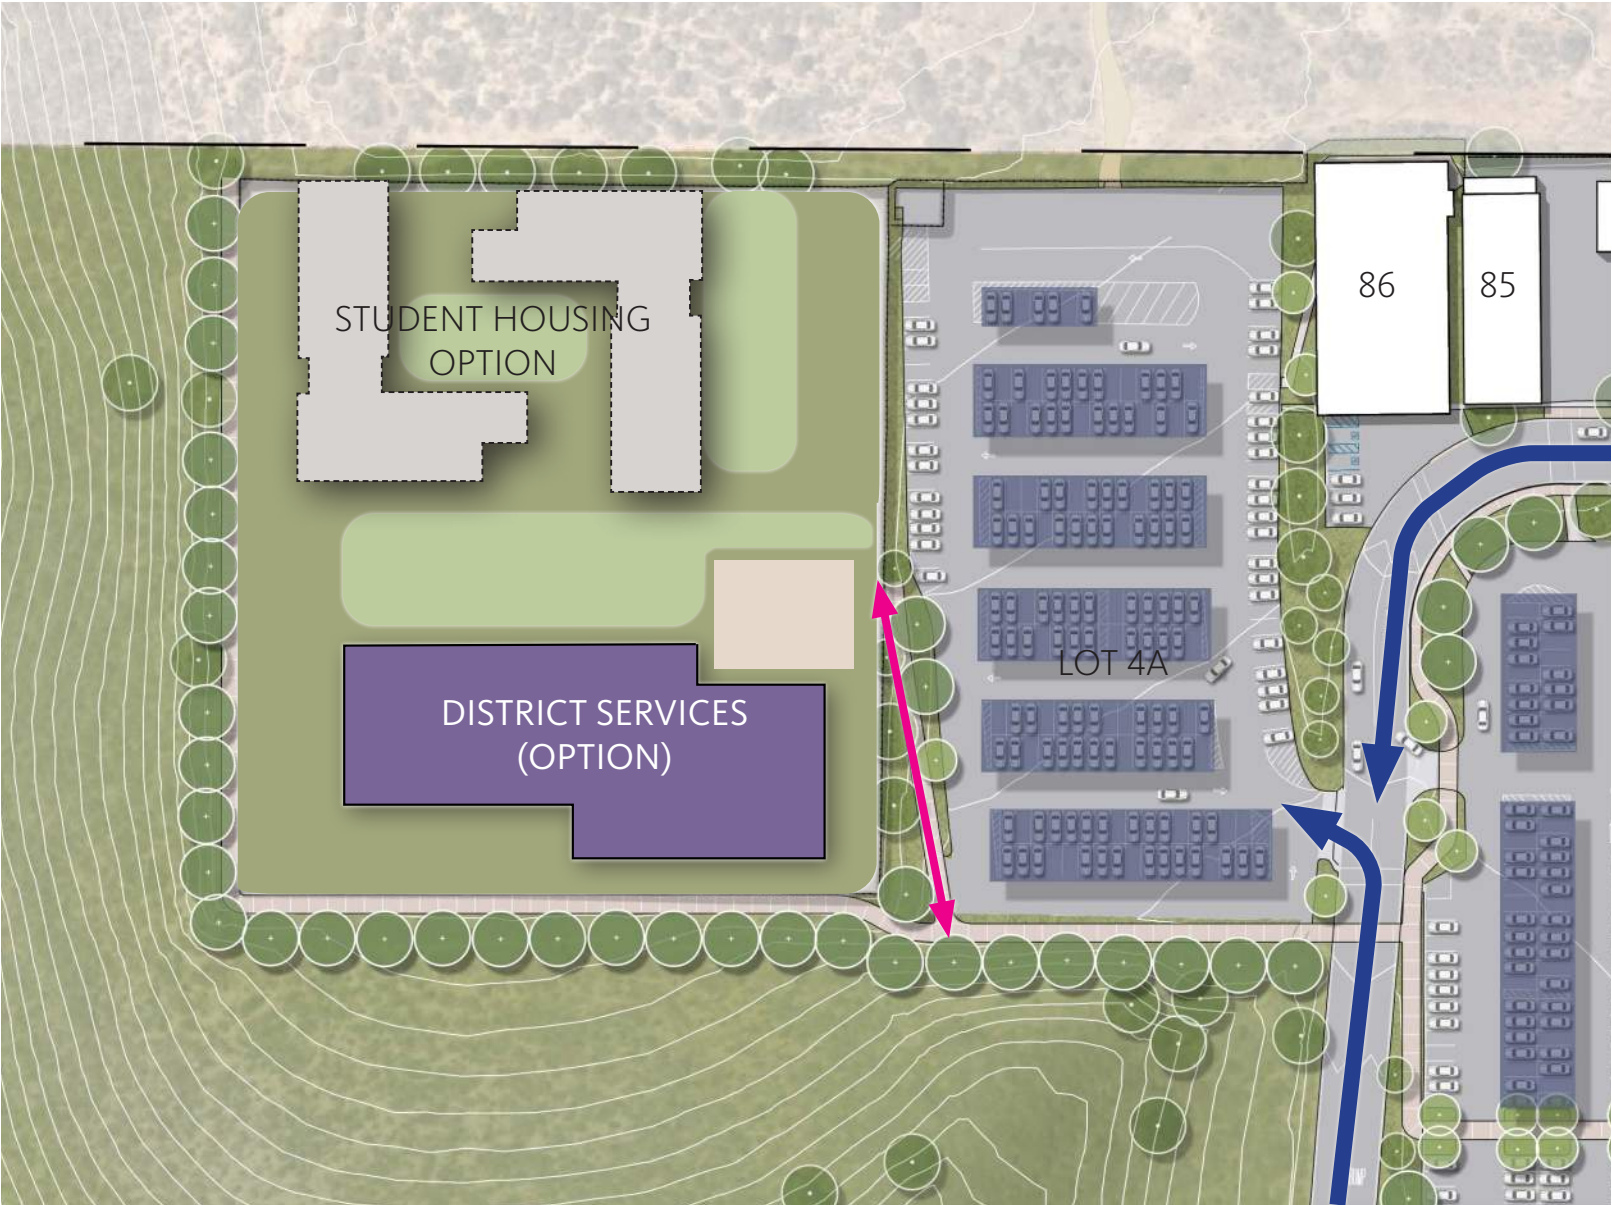 STUDENT HOUSING
OPTION
86
85
LOT 4A
DISTRICT SERVICES
(OPTION)